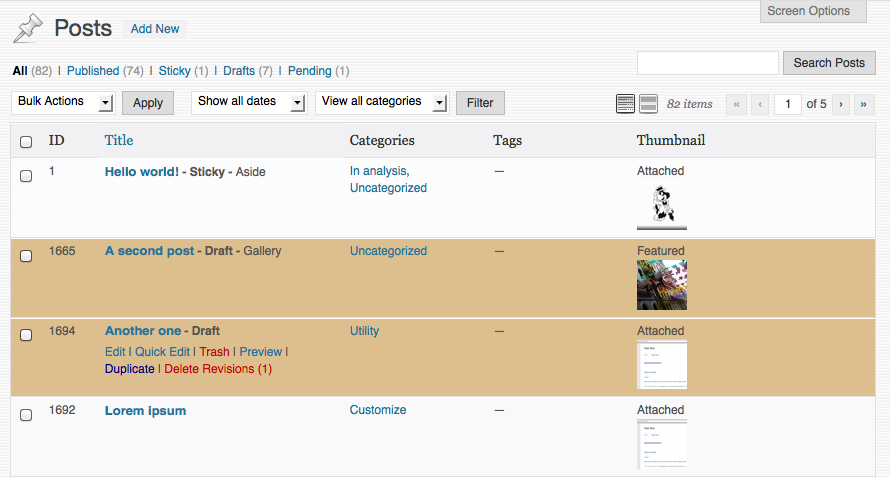 Screen Options
Posts Add New
All (82) | Published (74) | Sticky (1) | Drafts (7) | Pending (1)
Search Posts
Bulk Actions Apply Show all dates View all categories Filter 82 items « ‹ 1 of 5 › »
ID Title Categories Tags Thumbnail
1 Hello world! - Sticky - Aside In analysis, — Attached
Uncategorized
1665 A second post - Draft - Gallery Uncategorized — Featured
1694 Another one - Draft Utility — Attached
Edit | Quick Edit | Trash | Preview |
Duplicate | Delete Revisions (1)
1692 Lorem ipsum Customize — Attached